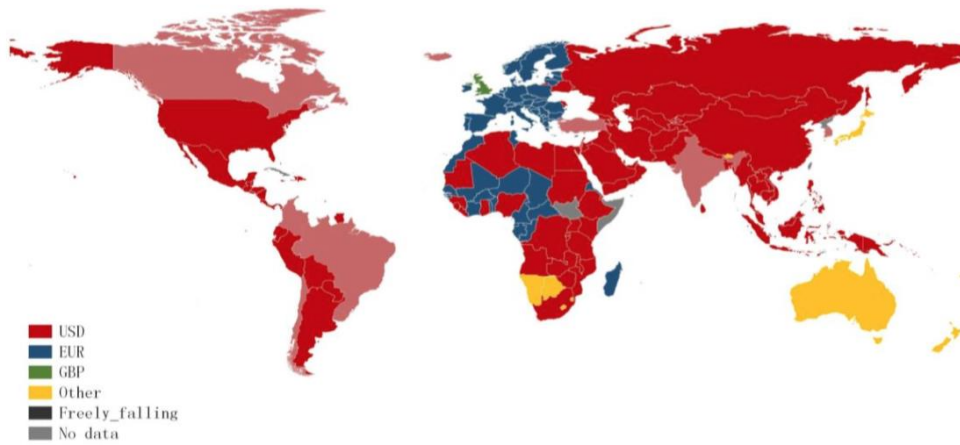 USD
EUR
GBP
Other
Freely_falling
No data